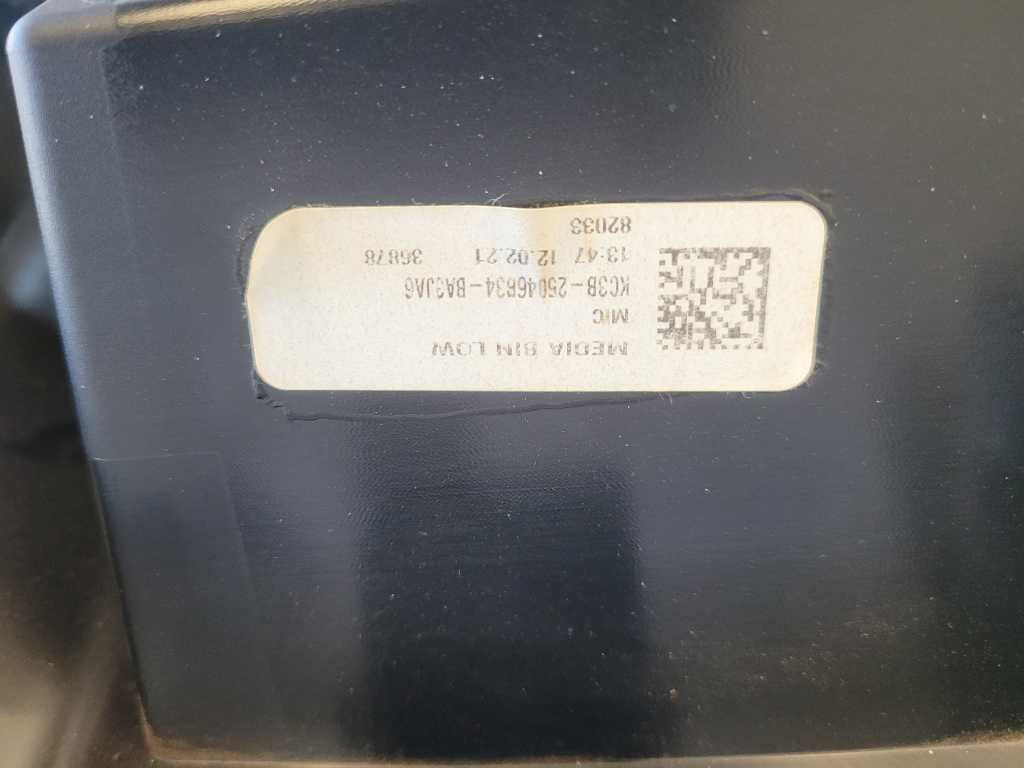 MEDIA BIN LOW
MIC
KC3B-25046B34-BA3JA6
13:47 12.02.21 36878
82033